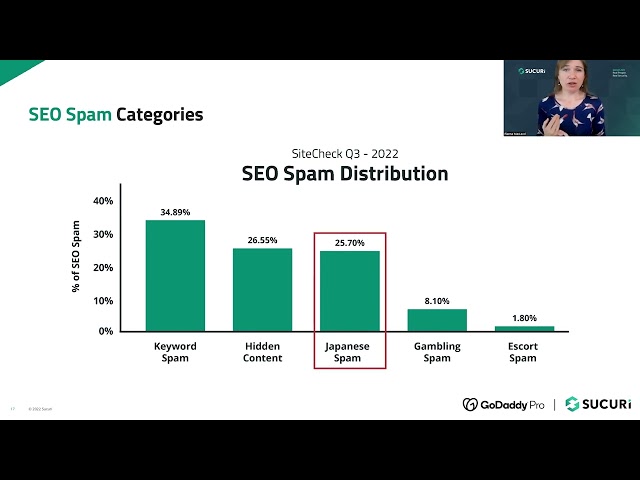 SUCURi
SEO Spam Categories
SiteCheck Q3 - 2022
SEO Spam Distribution
% of SEO Spam
40%
30%
20%
10%
0%
34.89%
26.55%
25.70%
8.10%
1.80%
Keyword
Spam
Hidden
Content
Japanese
Spam
Gambling
Spam
Escort
Spam
17
© 2022 Sucuri
GoDaddy Pro
SUCURi